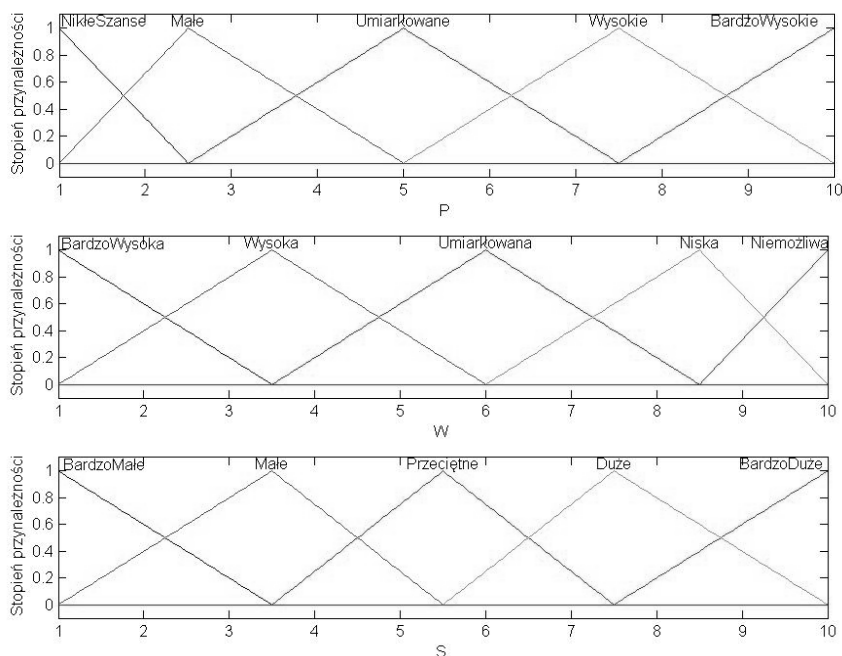 NikłeSzanse Małe Umiarkowane Wysokie BardzoWysokie
Stopień przynależności
1
0.8
0.6
0.4
0.2
0
1 2 3 4 5 6 7 8 9 10
P
BardzoWysoka Wysoka Umiarkowana Niska Niemożliwa
Stopień przynależności
1
0.8
0.6
0.4
0.2
0
1 2 3 4 5 6 7 8 9 10
W
BardzoMałe Małe Przeciętne Duże BardzoDuże
Stopień przynależności
1
0.8
0.6
0.4
0.2
0
1 2 3 4 5 6 7 8 9 10
S